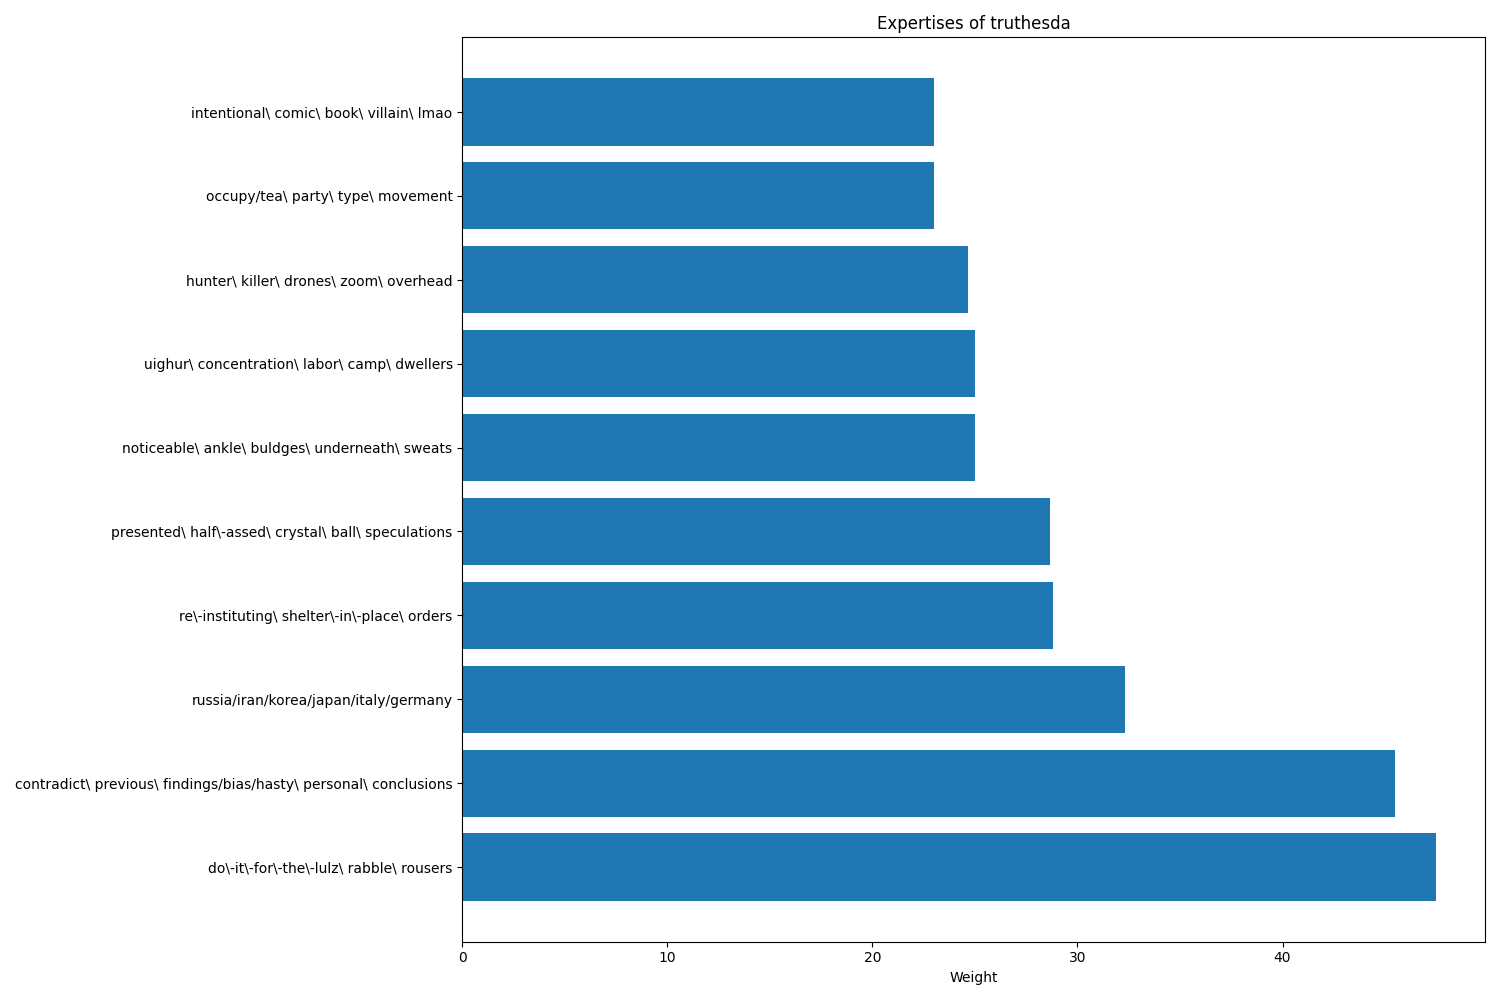 Expertises of truthesda
intentional\ comic\ book\ villain\ lmao
occupy/tea\ party\ type\ movement
hunter\ killer\ drones\ zoom\ overhead
uighur\ concentration\ labor\ camp\ dwellers
noticeable\ ankle\ buldges\ underneath\ sweats
presented\ half\-assed\ crystal\ ball\ speculations
re\-instituting\ shelter\-in\-place\ orders
russia/iran/korea/japan/italy/germany
contradict\ previous\ findings/bias/hasty\ personal\ conclusions
do\-it\-for\-the\-lulz\ rabble\ rousers
0 10 20 30 40
Weight